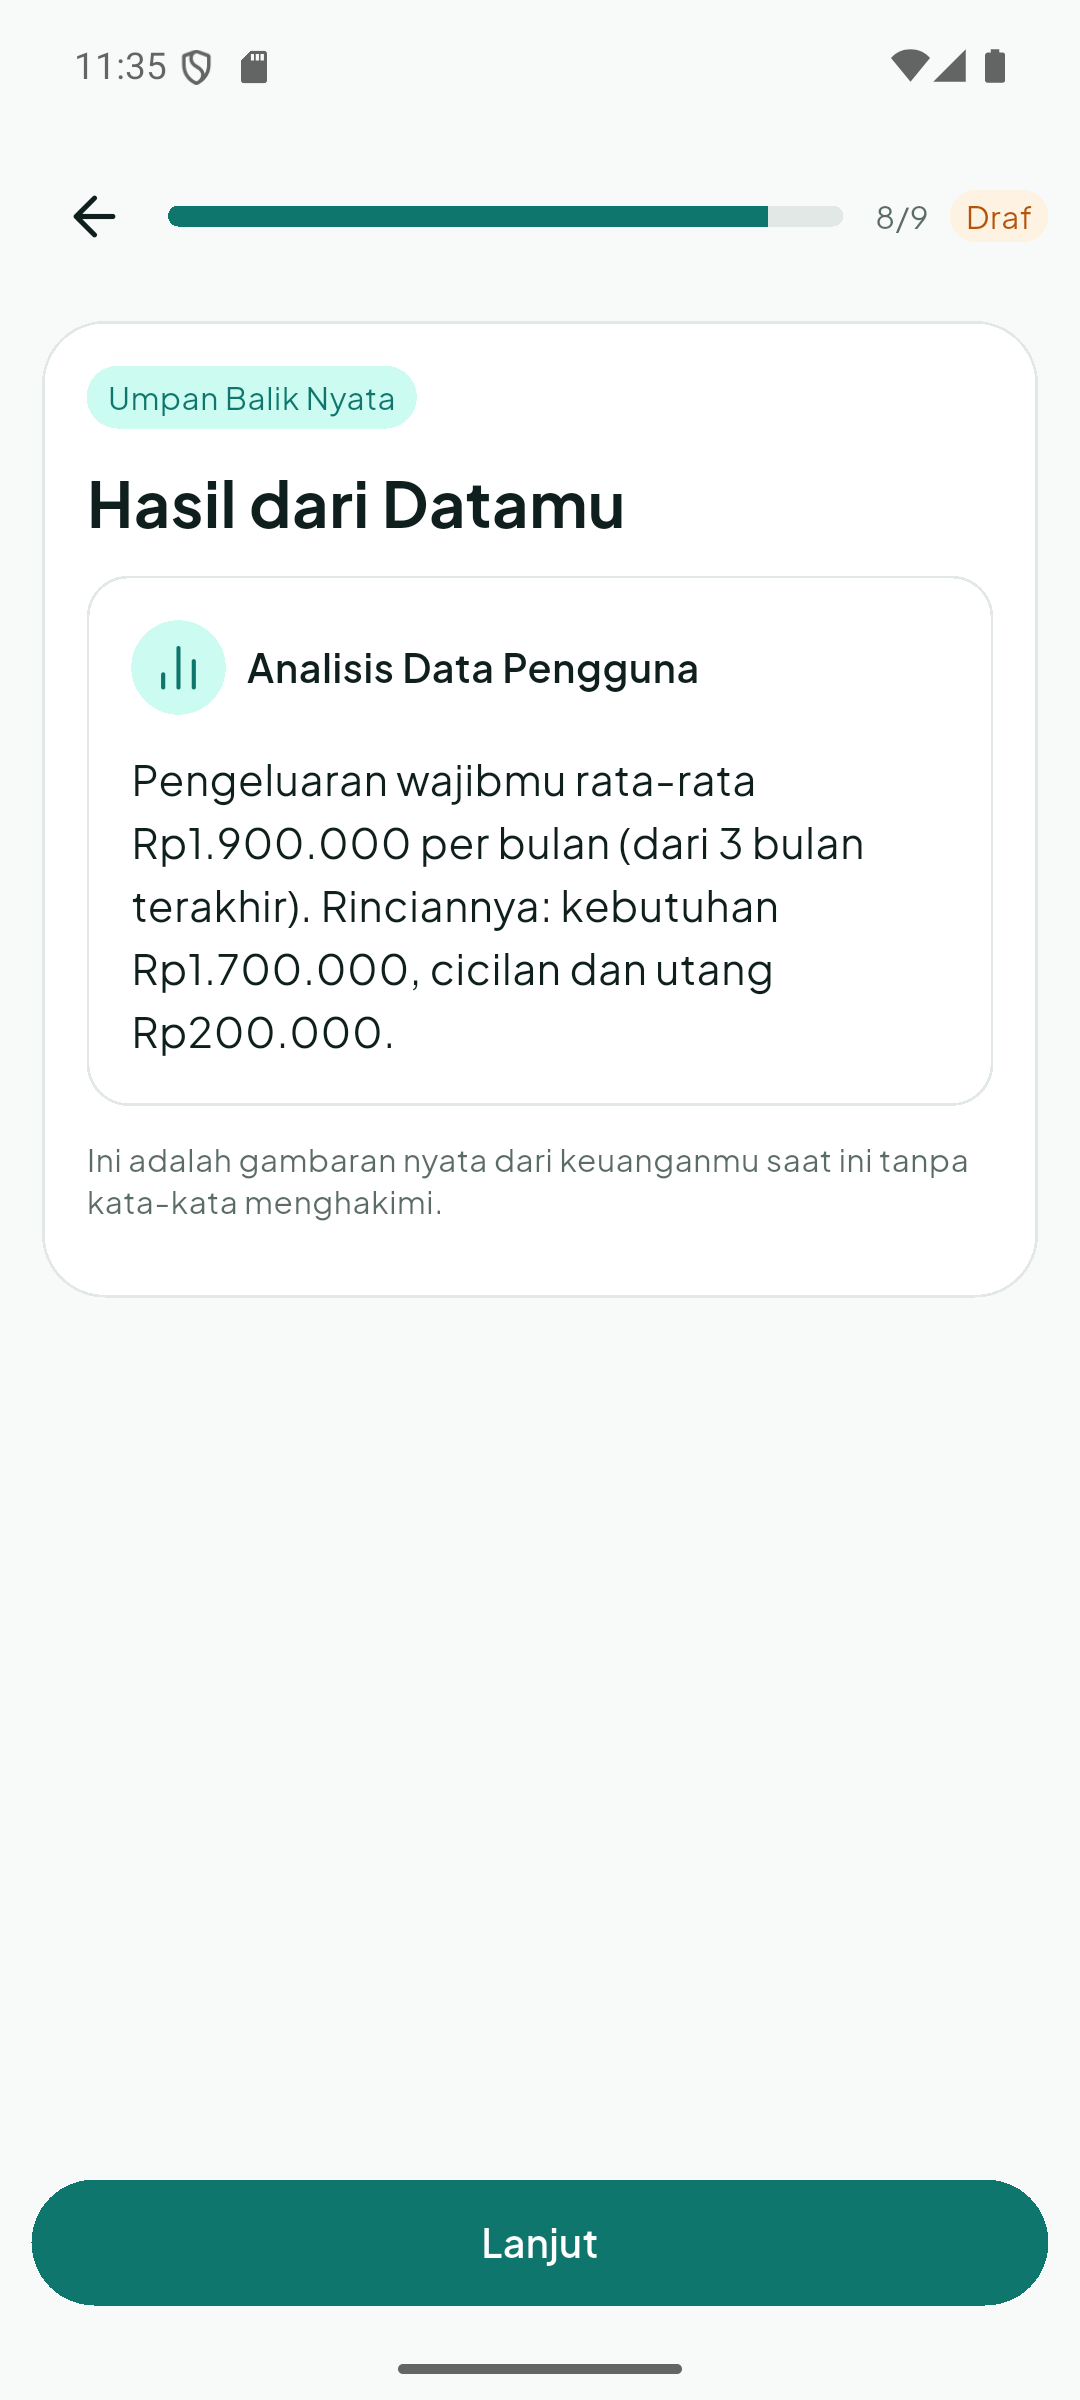 11:35
8/9
Draf
Umpan Balik Nyata
Hasil dari Datamu
Analisis Data Pengguna
Pengeluaran wajibmu rata-rata
Rp1.900.000 per bulan (dari 3 bulan
terakhir). Rinciannya: kebutuhan
Rp1.700.000, cicilan dan utang
Rp200.000.
Ini adalah gambaran nyata dari keuanganmu saat ini tanpa
kata-kata menghakimi.
Lanjut